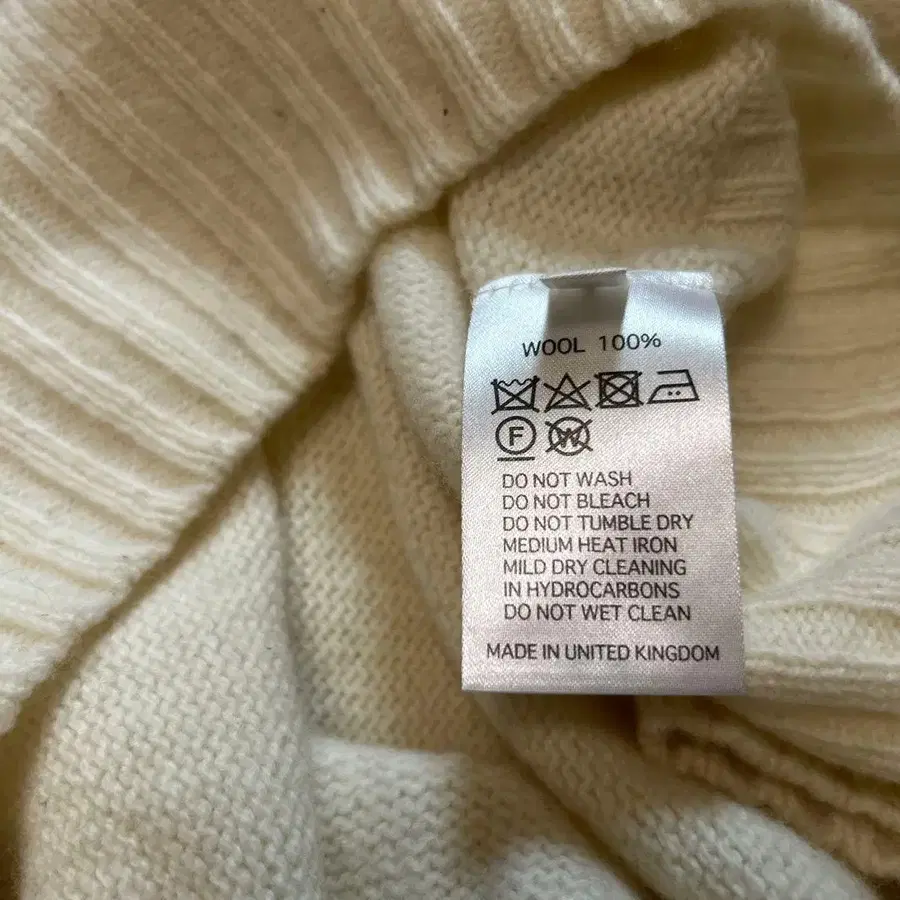 WOOL 100%
F W
DO NOT WASH
DO NOT BLEACH
DO NOT TUMBLE DRY
MEDIUM HEAT IRON
MILD DRY CLEANING
IN HYDROCARBONS
DO NOT WET CLEAN
MADE IN UNITED KINGDOM